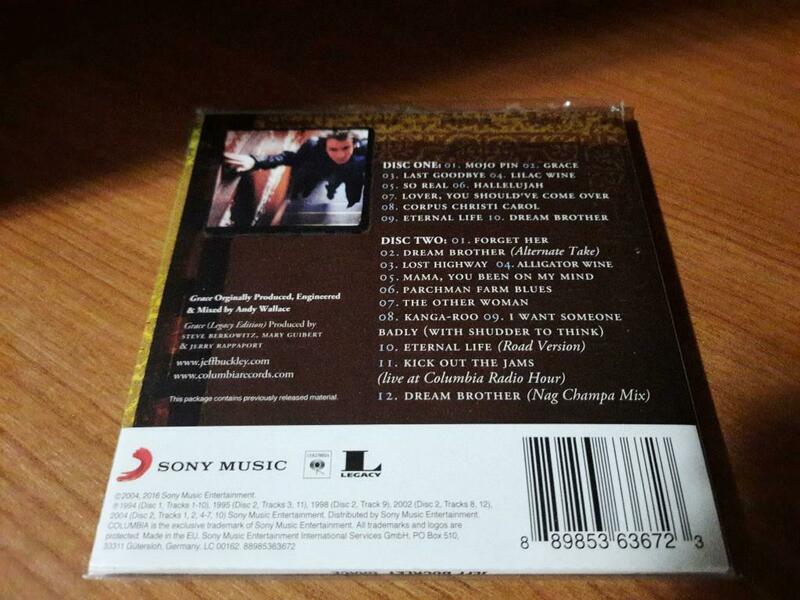 DISC ONE: 01. MOJO PIN 02. GRACE
03. LAST GOODBYE 04. LILAC WINE
05. SO REAL 06. HALLELUJAH
07. LOVER, YOU SHOULD'VE COME OVER
08. CORPUS CHRISTI CAROL
09. ETERNAL LIFE 10. DREAM BROTHER
DISC TWO: 01. FORGET HER
02. DREAM BROTHER (Alternate Take)
03. LOST HIGHWAY 04. ALLIGATOR WINE
05. MAMA, YOU BEEN ON MY MIND
06. PARCHMAN FARM BLUES
07. THE OTHER WOMAN
08. KANGA-ROO 09. I WANT SOMEONE
BADLY (WITH SHUDDER TO THINK)
10. ETERNAL LIFE (Road Version)
11. KICK OUT THE JAMS
(live at Columbia Radio Hour)
12. DREAM BROTHER (Nag Champa Mix)
Grace Orginally Produced, Engineered
& Mixed by Andy Wallace
Grace (Legacy Edition) Produced by
STEVE BERKOWITZ, MARY GUIBERT
& JERRY RAPPAPORT
www.jeffbuckley.com
www.columbiarecords.com
This package contains previously released material.
SONY MUSIC
COLUMBIA
L
LEGACY
©2004, 2016 Sony Music Entertainment.
℗1994 (Disc 1, Tracks 1-10), 1995 (Disc 2, Tracks 3, 11), 1998 (Disc 2, Track 9), 2002 (Disc 2, Tracks 8, 12),
2004 (Disc 2, Tracks 1, 2, 4-7, 10) Sony Music Entertainment. Distributed by Sony Music Entertainment.
COLUMBIA is the exclusive trademark of Sony Music Entertainment. All trademarks and logos are
protected. Made in the EU. Sony Music Entertainment International Services GmbH, PO Box 510,
33311 Gütersloh, Germany. LC 00162. 88985363672
8 89853 63672 3
JEFF BUCKLEY GRACE